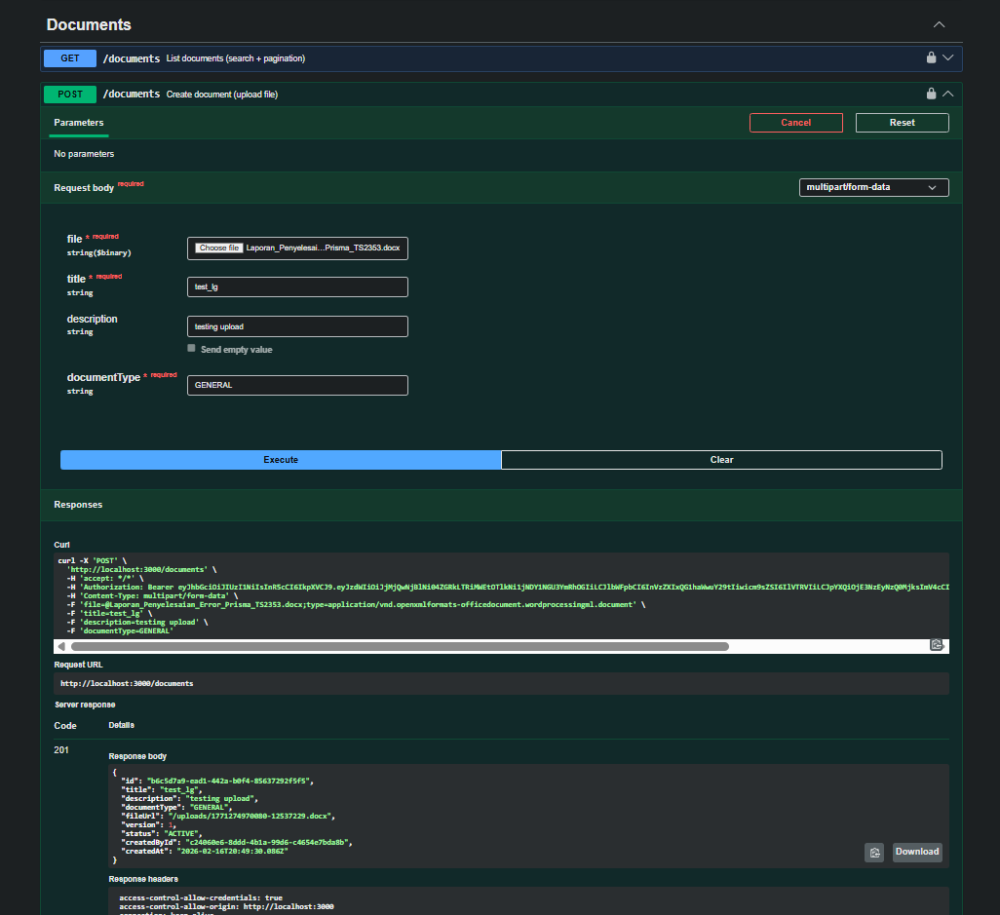 Documents
GET /documents List documents (search + pagination)
POST /documents Create document (upload file)
Parameters
Cancel
Reset
No parameters
Request body required
multipart/form-data
file * required
string($binary)
Choose file Laporan_Penyelesai...Prisma_TS2353.docx
title * required
string
test_lg
description
string
testing upload
Send empty value
documentType * required
string
GENERAL
Execute
Clear
Responses
Curl
curl -X 'POST' \
'http://localhost:3000/documents' \
-H 'accept: */*' \
-H 'Authorization: Bearer
-H 'Content-Type: multipart/form-data' \
-F 'file=@Laporan_Penyelesaian_Error_Prisma_TS2353.docx;type=application/vnd.openxmlformats-officedocument.wordprocessingml.document' \
-F 'title=test_lg' \
-F 'description=testing upload' \
-F 'documentType=GENERAL'
Request URL
http://localhost:3000/documents
Server response
Code
Details
201
Response body
{
"id": "b6c5d7a9-ead1-442a-b0f4-85637292f5f5",
"title": "test_lg",
"description": "testing upload",
"documentType": "GENERAL",
"fileUrl": "/uploads/1771274970080-12537229.docx",
"version": 1,
"status": "ACTIVE",
"createdById": "c24060e6-8ddd-4b1a-99d6-c4654e7bda8b",
"createdAt": "2026-02-16T20:49:30.086Z"
}
Download
Response headers
access-control-allow-credentials: true
access-control-allow-origin: http://localhost:3000